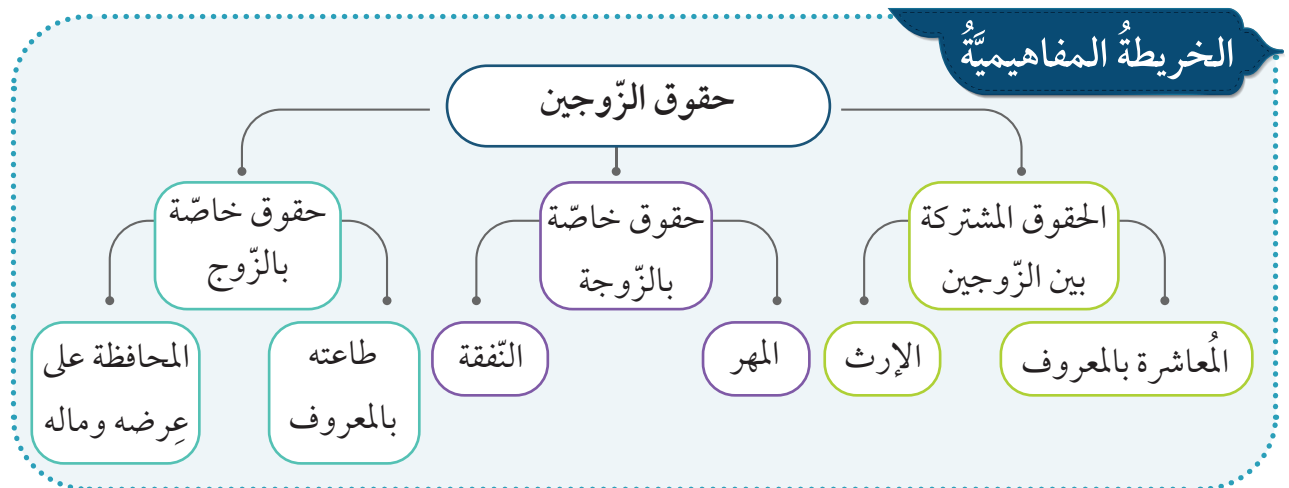 الخريطةُ المفاهيميَّةُ
حقوق الزّوجين
الحقوق المشتركة
بين الزّوجين
حقوق خاصّة
بالزّوجة
حقوق خاصّة
بالزّوج
المُعاشرة بالمعروف
الإرث
المهر
النّفقة
طاعته
بالمعروف
المحافظة على
عِرضه وماله